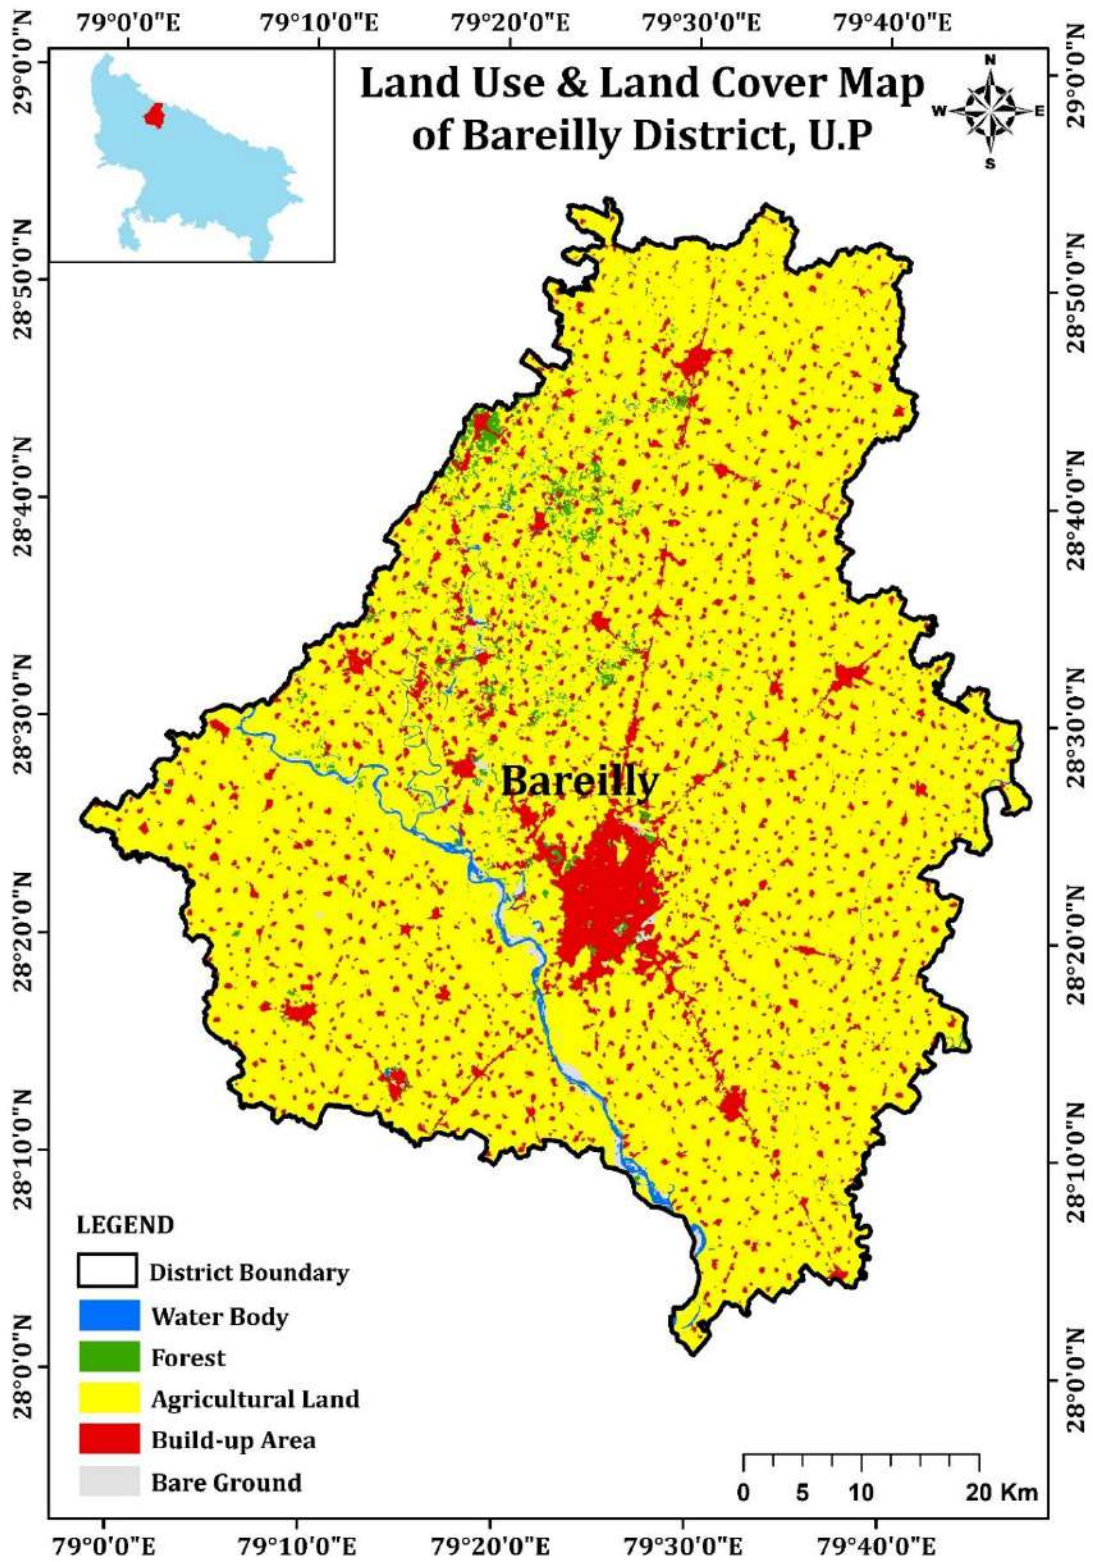 79°0'0"E 79°10'0"E 79°20'0"E 79°30'0"E 79°40'0"E
Land Use & Land Cover Map
of Bareilly District, U.P
N
W E
S
29°0'0"N
28°50'0"N
28°40'0"N
28°30'0"N
28°20'0"N
28°10'0"N
28°0'0"N
29°0'0"N
28°50'0"N
28°40'0"N
28°30'0"N
28°20'0"N
28°10'0"N
28°0'0"N
Bareilly
LEGEND
District Boundary
Water Body
Forest
Agricultural Land
Build-up Area
Bare Ground
0 5 10 20 Km
79°0'0"E 79°10'0"E 79°20'0"E 79°30'0"E 79°40'0"E